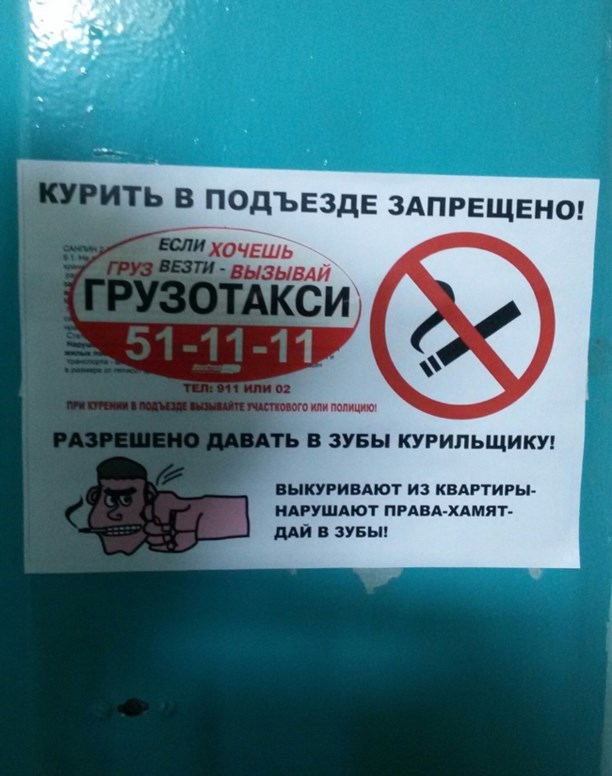 КУРИТЬ В ПОДЪЕЗДЕ ЗАПРЕЩЕНО!
ЕСЛИ ХОЧЕШЬ
ГРУЗ ВЕЗТИ - ВЫЗЫВАЙ
ГРУЗОТАКСИ
51-11-11
ТЕЛ: 911 ИЛИ 02
ПРИ КУРЕНИИ В ПОДЪЕЗДЕ ВЫЗЫВАЙТЕ УЧАСТКОВОГО ИЛИ ПОЛИЦИЮ!
РАЗРЕШЕНО ДАВАТЬ В ЗУБЫ КУРИЛЬЩИКУ!
ВЫКУРИВАЮТ ИЗ КВАРТИРЫ-
НАРУШАЮТ ПРАВА-ХАМЯТ-
ДАЙ В ЗУБЫ!